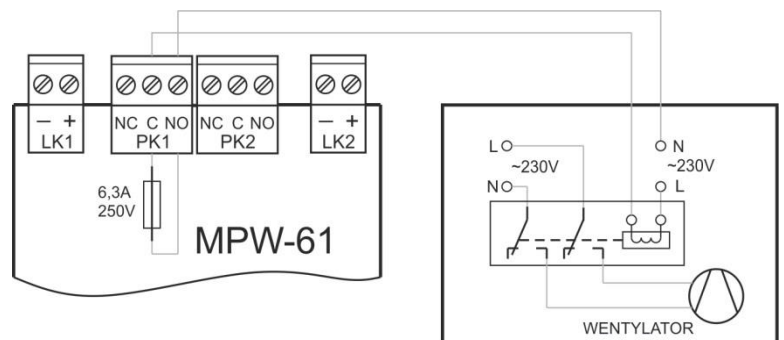 – +
LK1
NC C NO
PK1
NC C NO
PK2
– +
LK2
6,3A
250V
MPW-61
L
~230V
N
N
~230V
L
WENTYLATOR